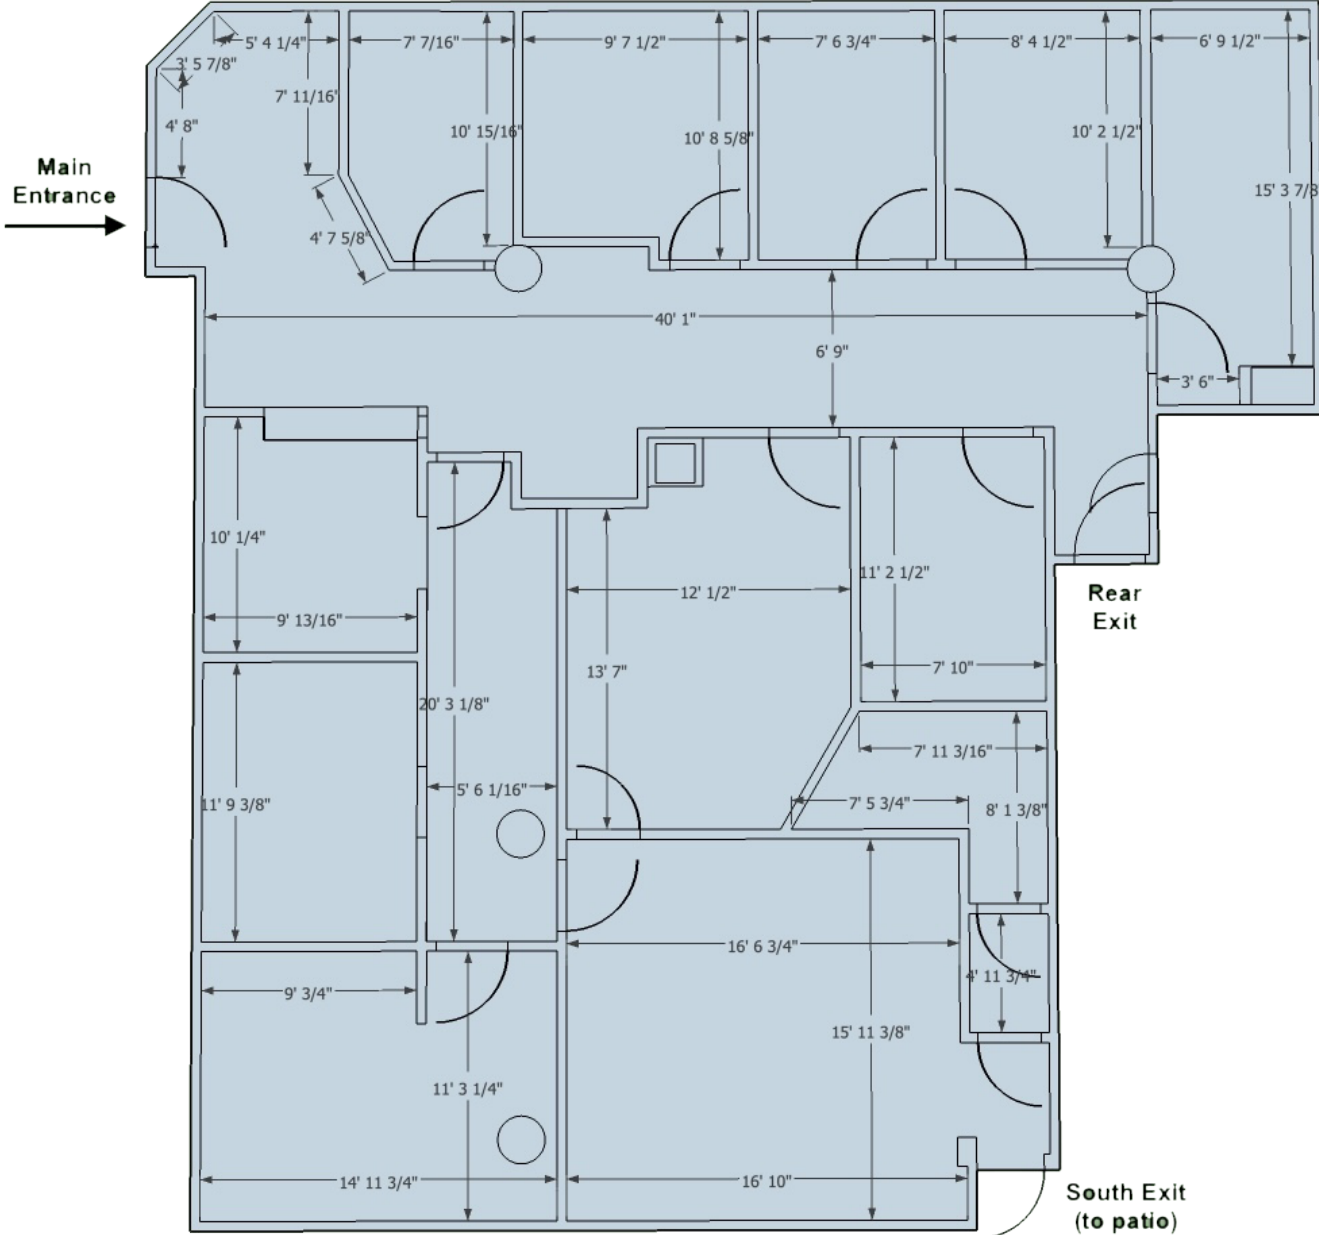 5' 4 1/4"
7' 7/16"
9' 7 1/2"
7' 6 3/4"
8' 4 1/2"
6' 9 1/2"
3' 5 7/8"
7' 11/16'
4' 8"
10' 15/16"
10' 8 5/8"
10' 2 1/2"
Main
Entrance
15' 3 7/8
4' 7 5/8"
40' 1"
6' 9"
3' 6"
10' 1/4"
11' 2 1/2"
12' 1/2"
Rear
Exit
9' 13/16"
13' 7"
7' 10"
20' 3 1/8"
7' 11 3/16"
5' 6 1/16"
11' 9 3/8"
7' 5 3/4"
8' 1 3/8"
16' 6 3/4"
4' 11 3/4"
9' 3/4"
15' 11 3/8"
11' 3 1/4"
14' 11 3/4"
16' 10"
South Exit
(to patio)